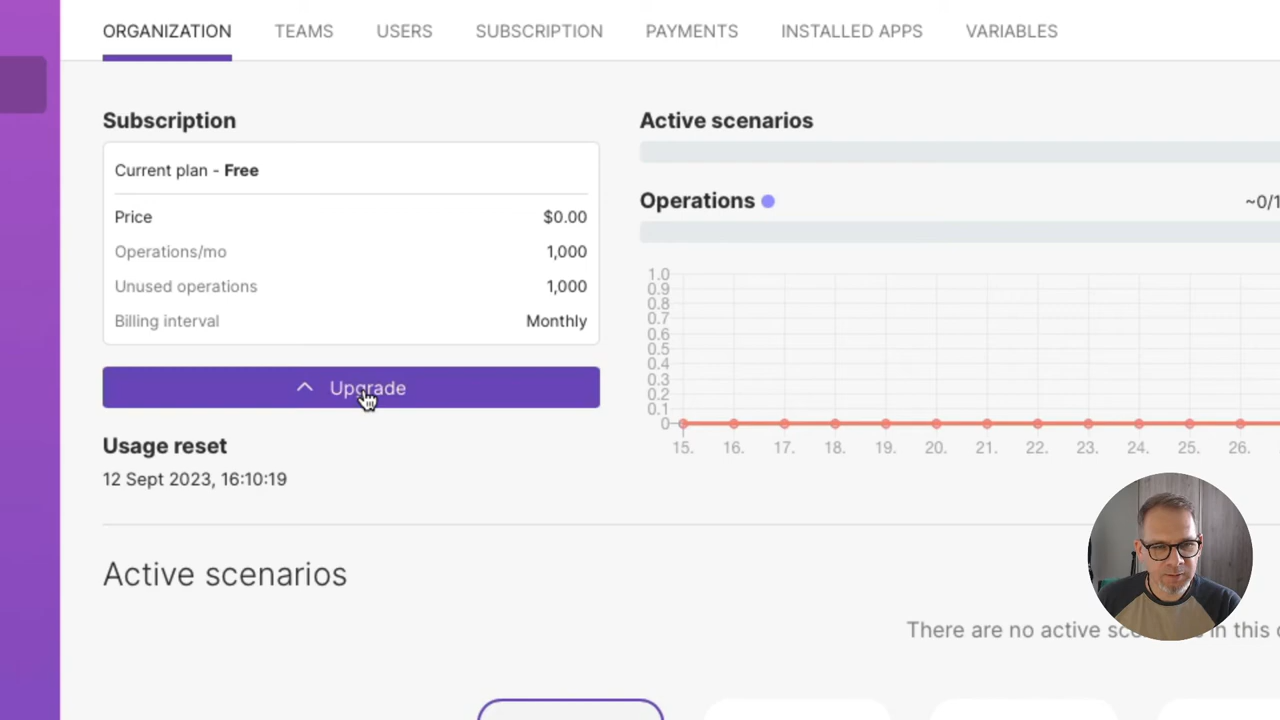 ORGANIZATION TEAMS USERS SUBSCRIPTION PAYMENTS INSTALLED APPS VARIABLES
Subscription
Current plan - Free
Price $0.00
Operations/mo 1,000
Unused operations 1,000
Billing interval Monthly
Upgrade
Usage reset
12 Sept 2023, 16:10:19
Active scenarios
Operations ~0/1
1.0
0.9
0.8
0.7
0.6
0.5
0.4
0.3
0.2
0.1
0
15. 16. 17. 18. 19. 20. 21. 22. 23. 24. 25. 26.
Active scenarios
There are no active in this